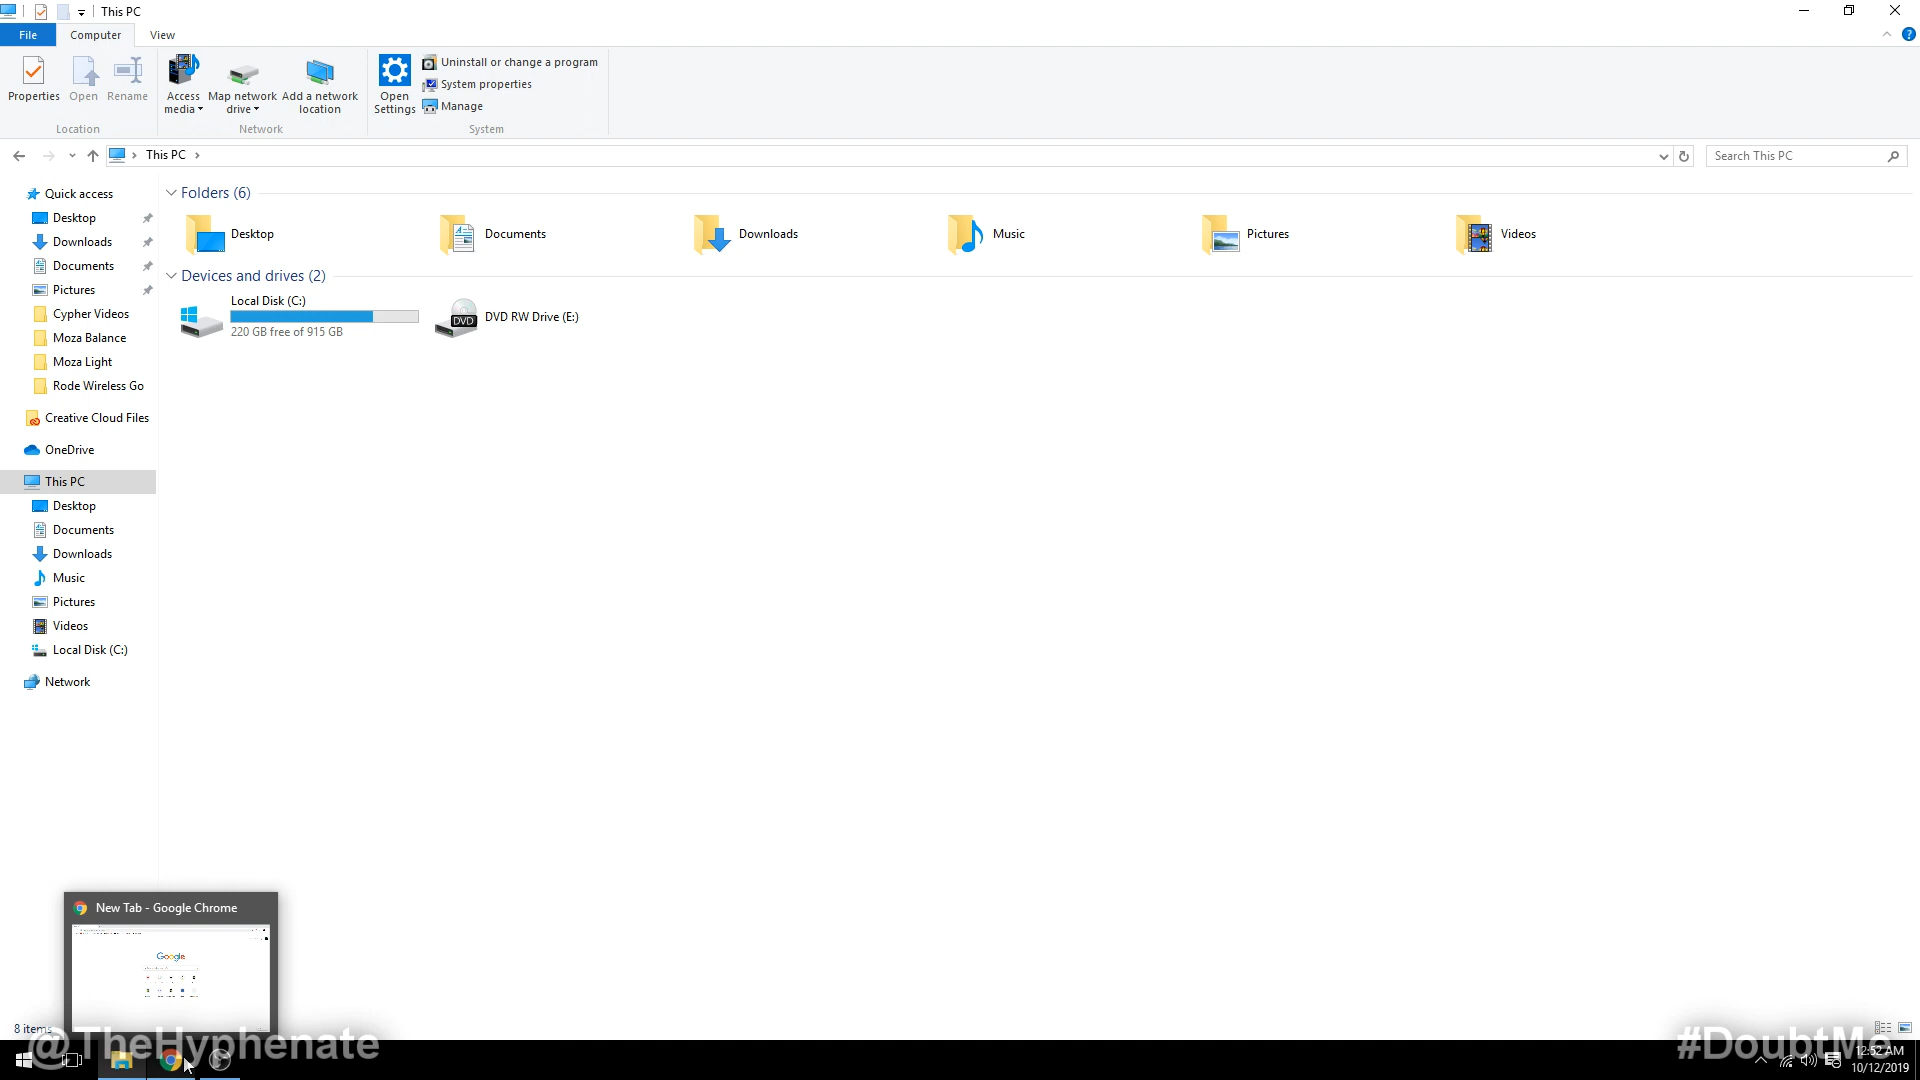 This PC
File
Computer
View
Properties
Open
Rename
Access media
Map network drive
Add a network location
Open Settings
Uninstall or change a program
System properties
Manage
Location
Network
System
This PC
Search This PC
Quick access
Desktop
Downloads
Documents
Pictures
Cypher Videos
Moza Balance
Moza Light
Rode Wireless Go
Creative Cloud Files
OneDrive
This PC
Desktop
Documents
Downloads
Music
Pictures
Videos
Local Disk (C:)
Network
Folders (6)
Desktop
Documents
Downloads
Music
Pictures
Videos
Devices and drives (2)
Local Disk (C:)
220 GB free of 915 GB
DVD
DVD RW Drive (E:)
New Tab - Google Chrome
Google
8 items
@TheHyphenate
#DoubtMe
12:52 AM
10/12/2019